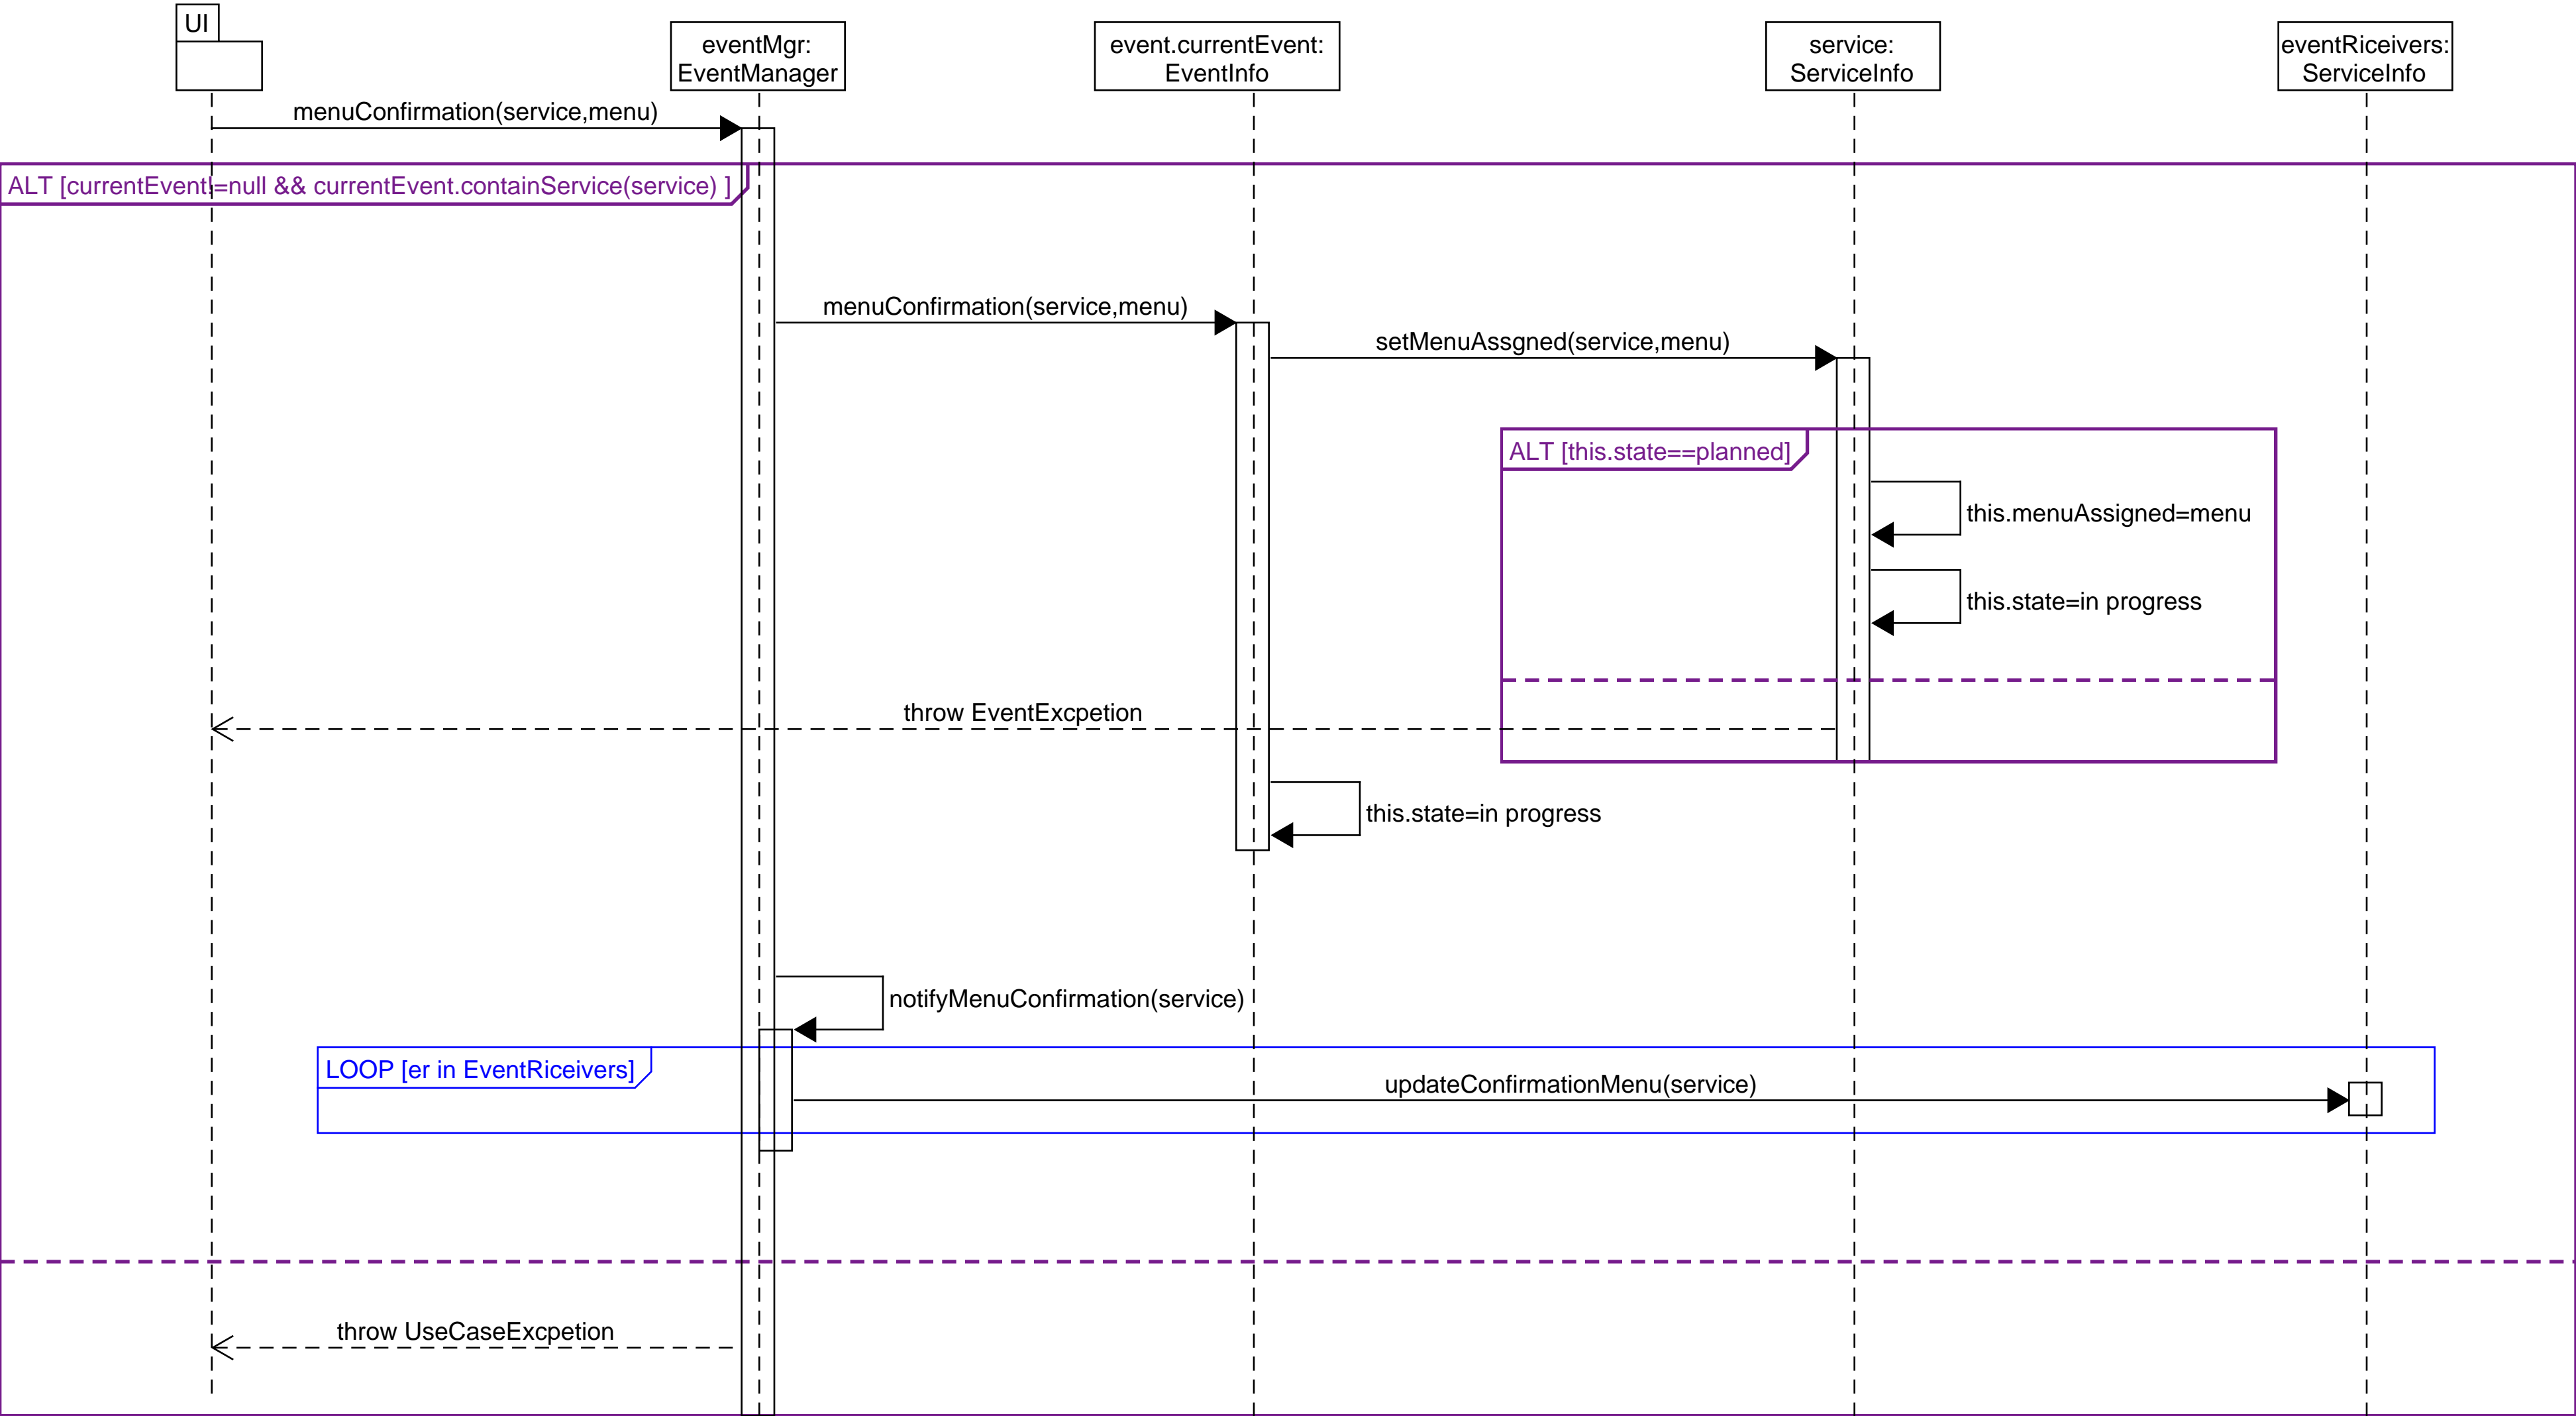 UI
eventMgr:
EventManager
event.currentEvent:
EventInfo
service:
ServiceInfo
eventRiceivers:
ServiceInfo
menuConfirmation(service,menu)
ALT [currentEvent!=null && currentEvent.containService(service) ]
menuConfirmation(service,menu)
setMenuAssgned(service,menu)
ALT [this.state==planned]
this.menuAssigned=menu
this.state=in progress
throw EventExcpetion
this.state=in progress
notifyMenuConfirmation(service)
LOOP [er in EventRiceivers]
updateConfirmationMenu(service)
throw UseCaseExcpetion